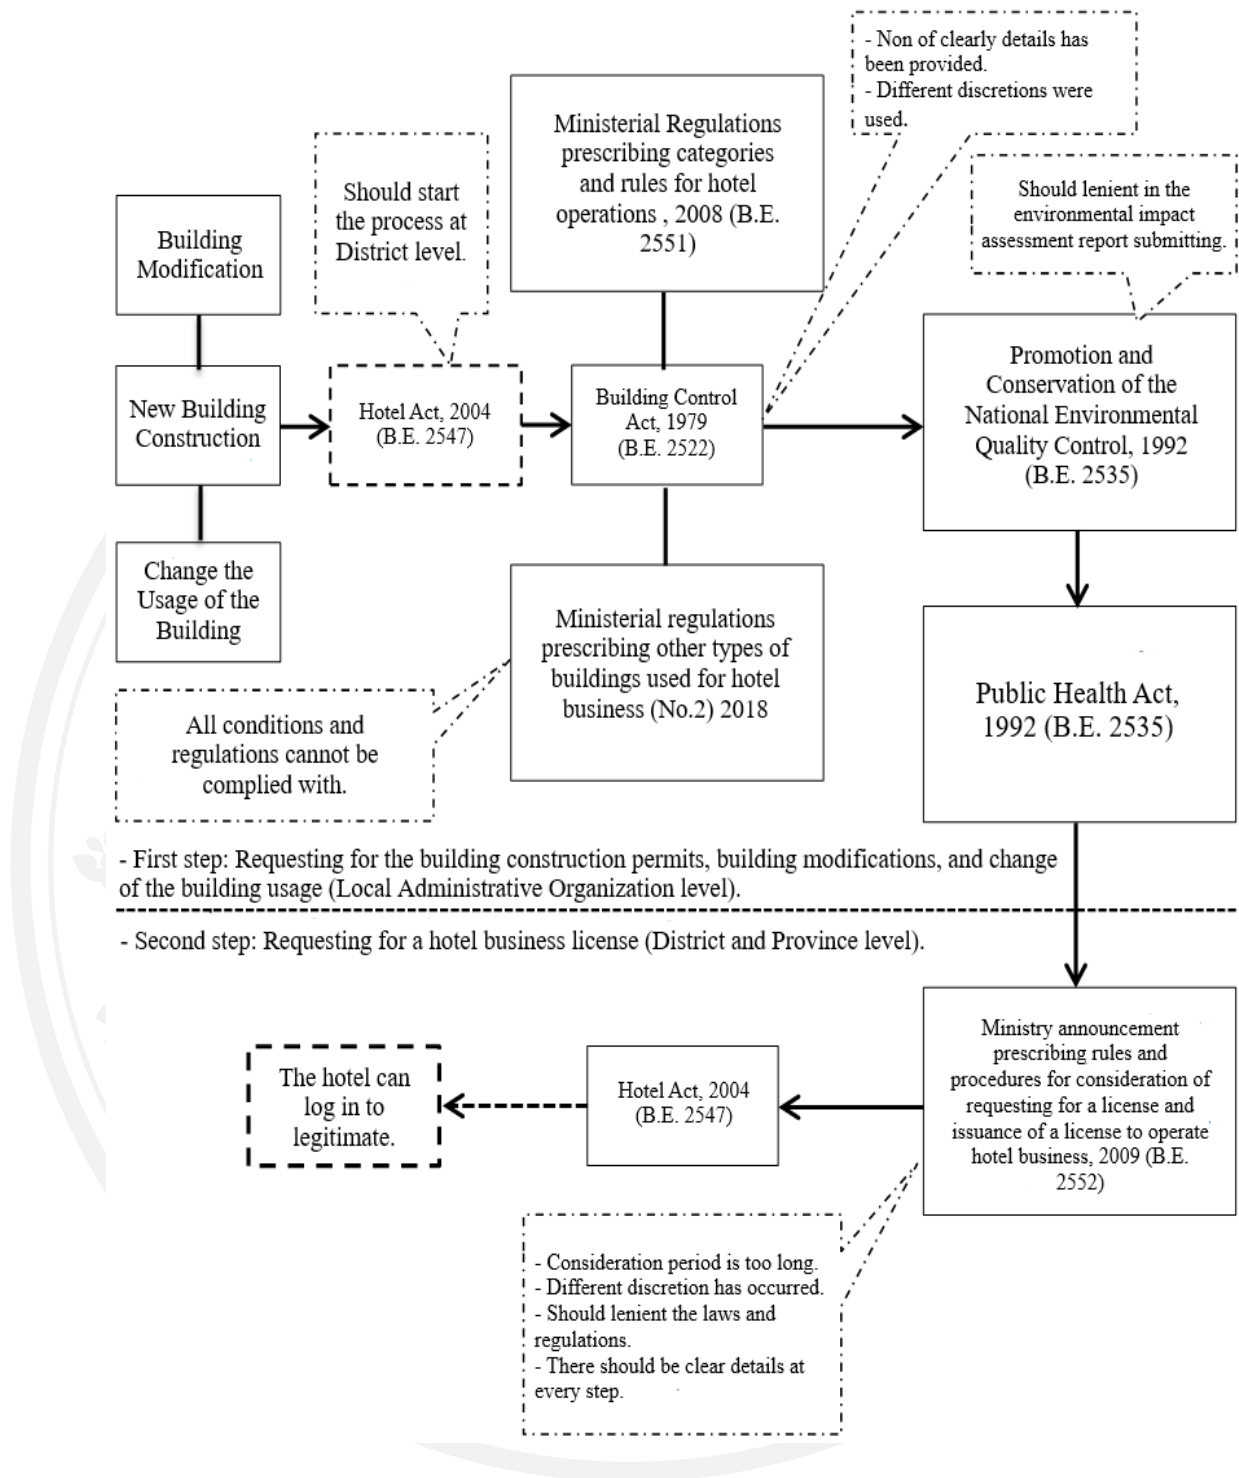 - Non of clearly details has
been provided.
- Different discretions were
used.
Ministerial Regulations
prescribing categories
and rules for hotel
operations , 2008 (B.E.
2551)
Should start
the process at
District level.
Should lenient in the
environmental impact
assessment report submitting.
Building
Modification
New Building
Construction
Change the
Usage of the
Building
Hotel Act, 2004
(B.E. 2547)
Building Control
Act, 1979
(B.E. 2522)
Promotion and
Conservation of the
National Environmental
Quality Control, 1992
(B.E. 2535)
Ministerial regulations
prescribing other types of
buildings used for hotel
business (No.2) 2018
All conditions and
regulations cannot be
complied with.
Public Health Act,
1992 (B.E. 2535)
- First step: Requesting for the building construction permits, building modifications, and change
of the building usage (Local Administrative Organization level).
- Second step: Requesting for a hotel business license (District and Province level).
Ministry announcement
prescribing rules and
procedures for consideration of
requesting for a license and
issuance of a license to operate
hotel business, 2009 (B.E.
2552)
Hotel Act, 2004
(B.E. 2547)
The hotel can
log in to
legitimate.
- Consideration period is too long.
- Different discretion has occurred.
- Should lenient the laws and
regulations.
- There should be clear details at
every step.